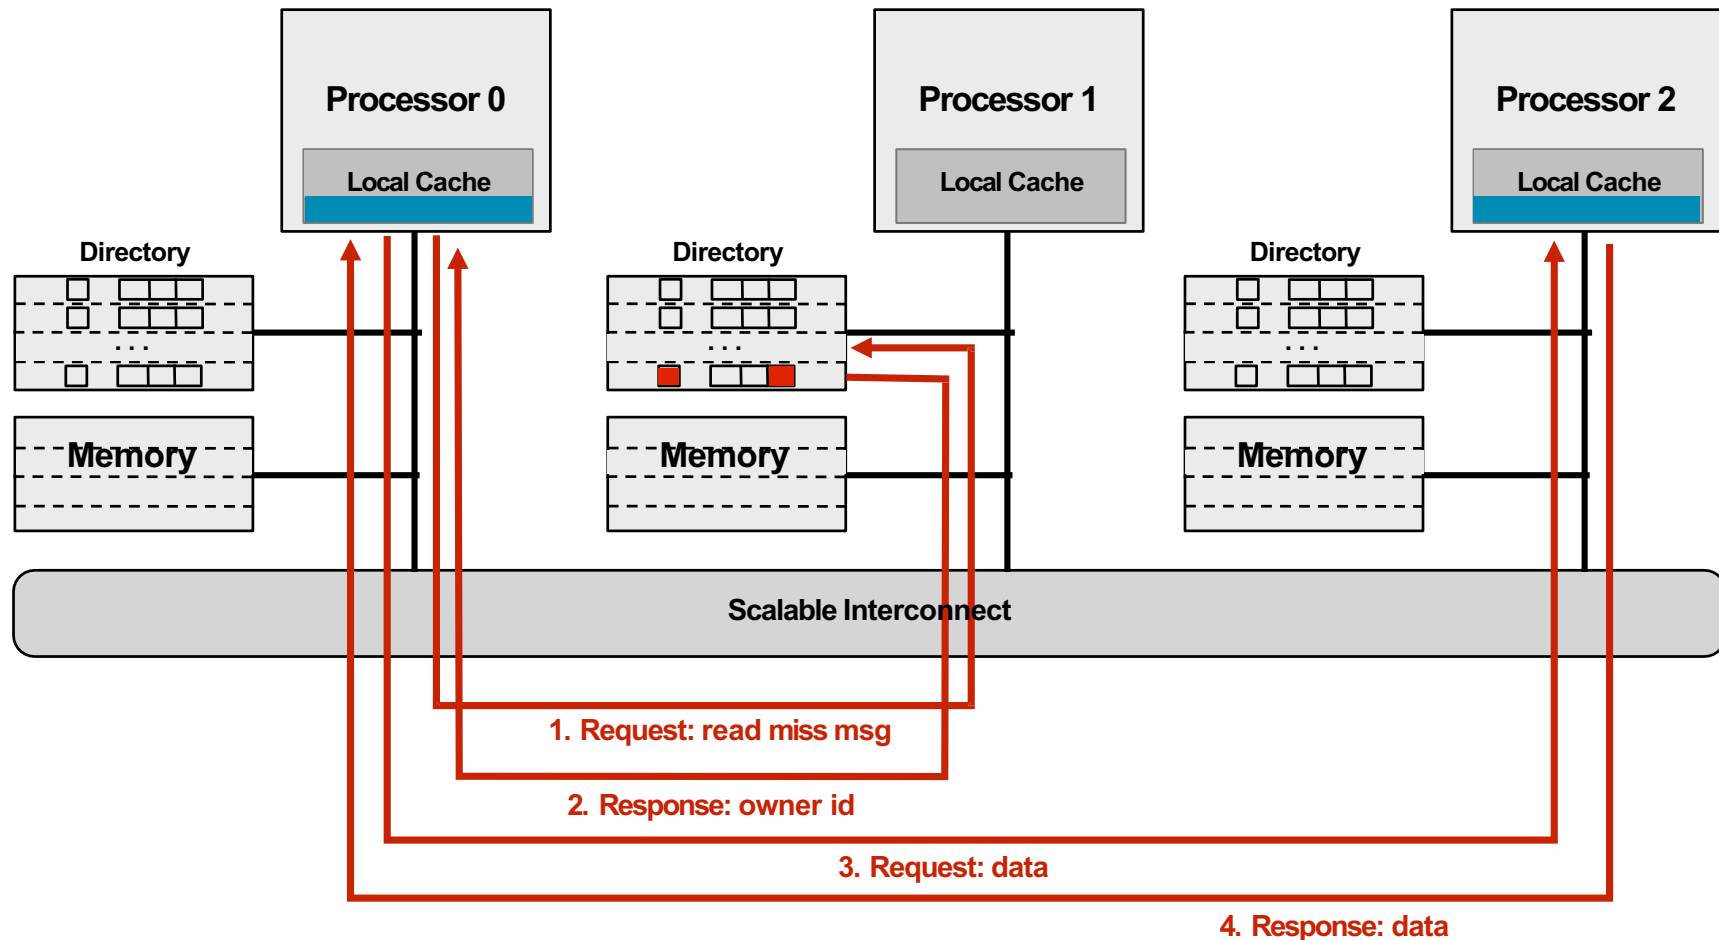 Processor 0
Processor 1
Processor 2
Local Cache
Local Cache
Local Cache
Directory
Directory
Directory
. . .
. . .
. . .
Memory
Memory
Memory
Scalable Interconnect
1. Request: read miss msg
2. Response: owner id
3. Request: data
4. Response: data